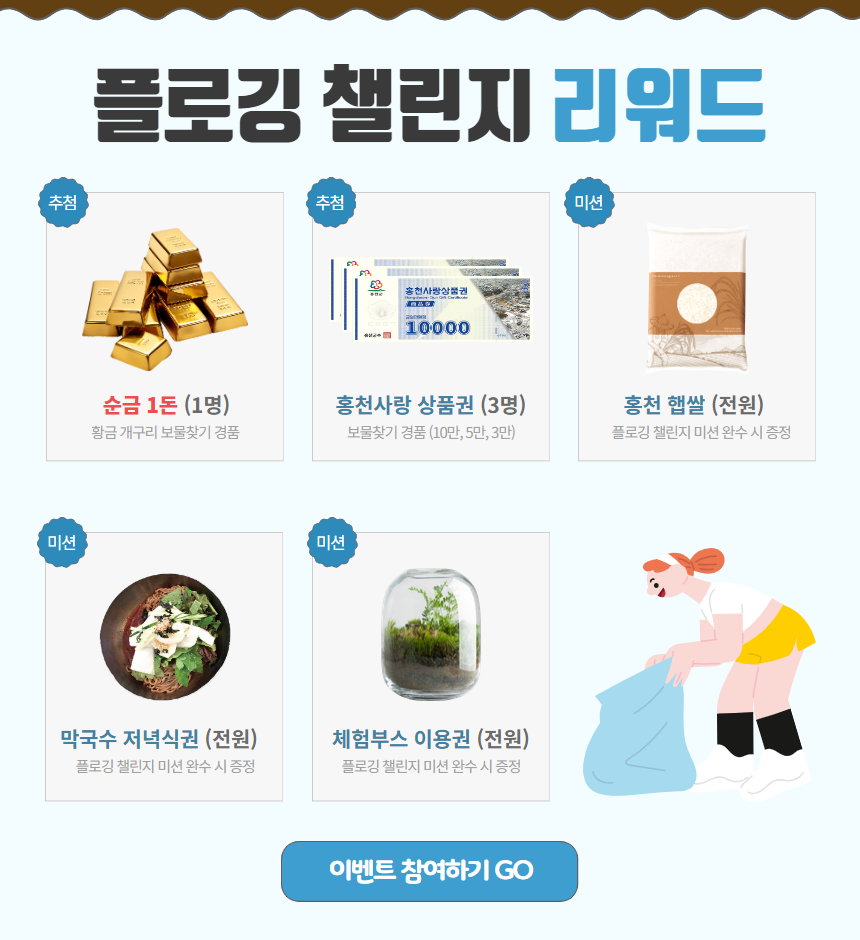 플로깅 챌린지 리워드
추첨
순금 1돈 (1명)
황금 개구리 보물찾기 경품
추첨
홍천사랑상품권
10000
홍천사랑 상품권 (3명)
보물찾기 경품 (10만, 5만, 3만)
미션
홍천 햅쌀 (전원)
플로깅 챌린지 미션 완수 시 증정
미션
막국수 저녁식권 (전원)
플로깅 챌린지 미션 완수 시 증정
미션
체험부스 이용권 (전원)
플로깅 챌린지 미션 완수 시 증정
이벤트 참여하기 GO